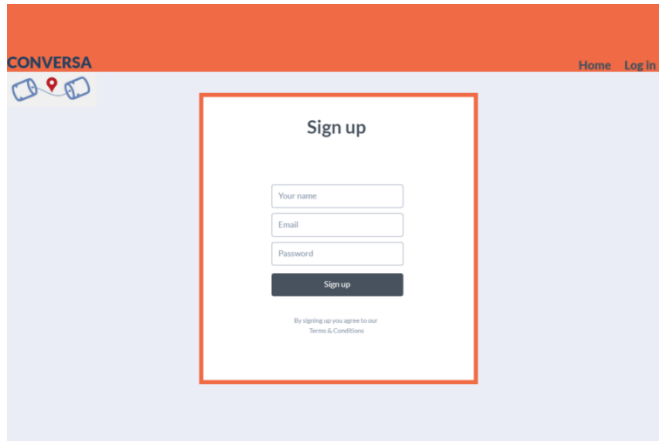 CONVERSA
Home Log in
Sign up
Your name
Email
Password
Sign up
By signing up you agree to our
Terms & Conditions